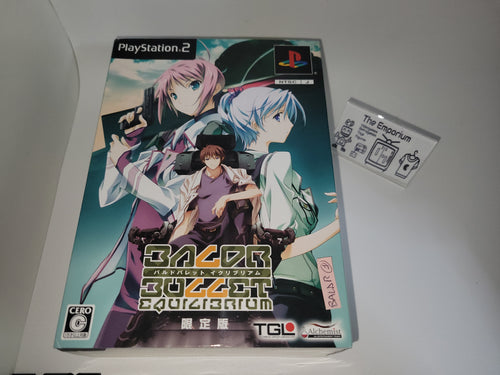 PlayStation 2
NTSC J
The Emporium
BALDR
バルドバレット イクリブリアム
BULLET
EQUILIBRIUM
限定版
BALDR
CERO
C
TGL
Alchemist